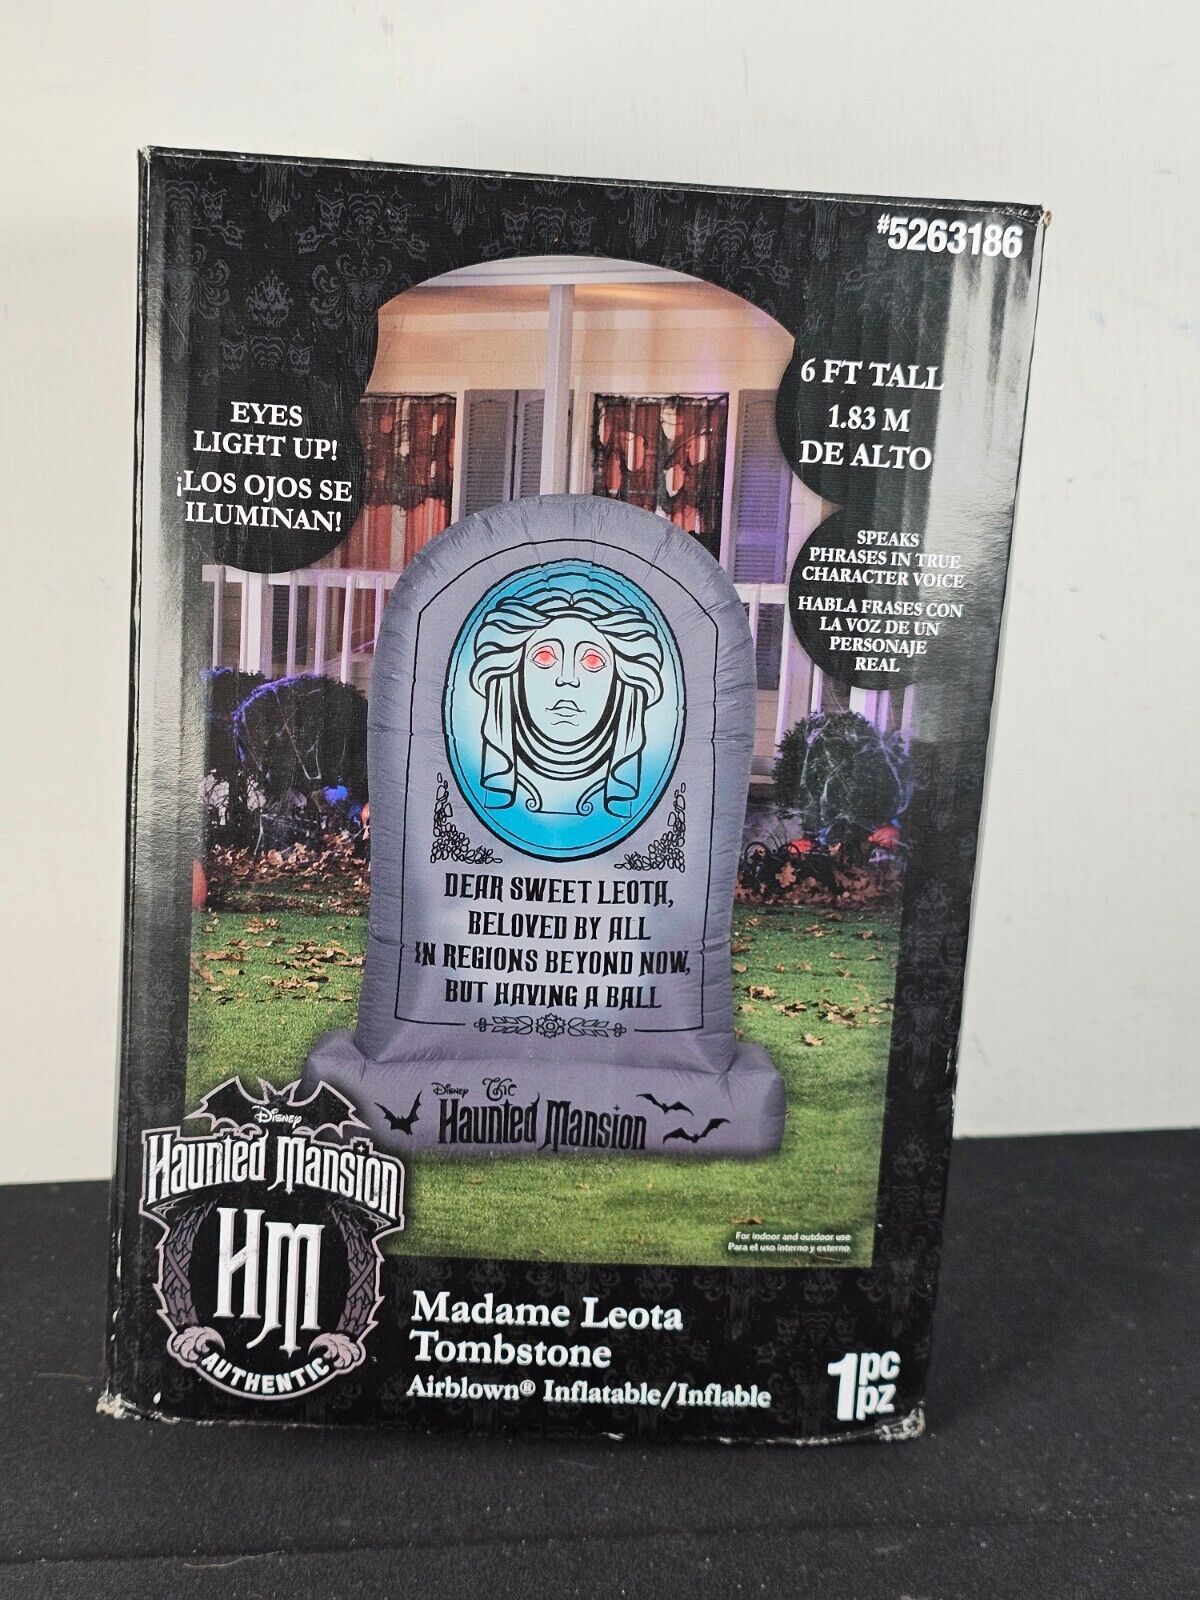 #5263186
6 FT TALL
1.83 M
DE ALTO
EYES
LIGHT UP!
¡LOS OJOS SE
ILUMINAN!
SPEAKS
PHRASES IN TRUE
CHARACTER VOICE
HABLA FRASES CON
LA VOZ DE UN
PERSONAJE
REAL
DEAR SWEET LEOTA,
BELOVED BY ALL
IN REGIONS BEYOND NOW,
BUT HAVING A BALL
Disney The
Haunted Mansion
Disney
Haunted Mansion
HM
AUTHENTIC
For indoor and outdoor use
Para el uso interno y externo
Madame Leota
Tombstone
Airblown® Inflatable/Inflable
1 pc
pz